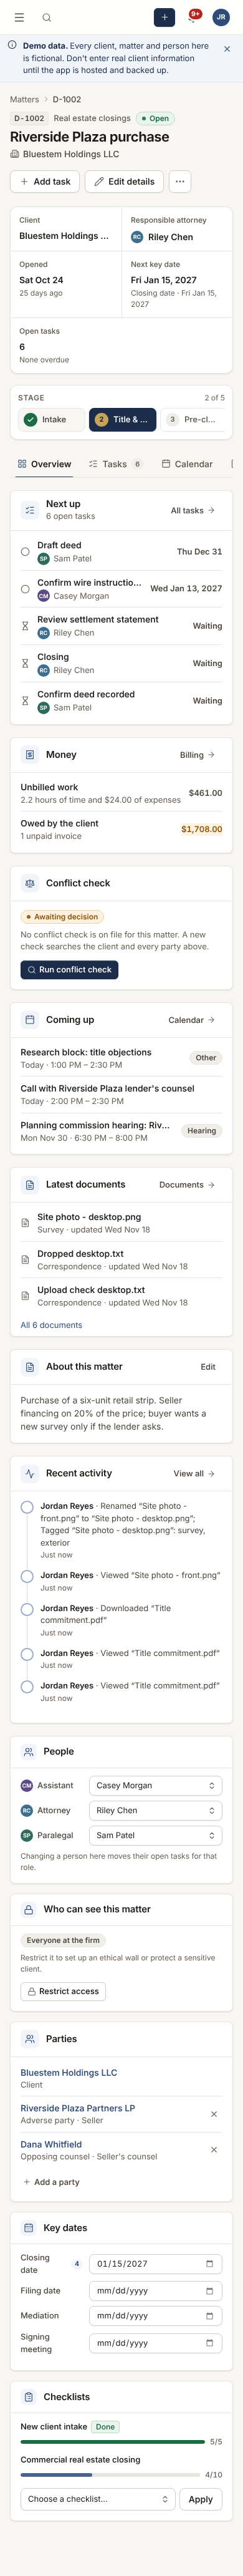 9+
JR
Demo data. Every client, matter and person here
is fictional. Don't enter real client information
until the app is hosted and backed up.
Matters > D-1002
D-1002 Real estate closings Open
Riverside Plaza purchase
Bluestem Holdings LLC
Add task
Edit details
Client
Bluestem Holdings ...
Responsible attorney
RC Riley Chen
Opened
Sat Oct 24
25 days ago
Next key date
Fri Jan 15, 2027
Closing date · Fri Jan 15,
2027
Open tasks
6
None overdue
STAGE 2 of 5
Intake
2 Title & ...
3 Pre-cl...
Overview
Tasks 6
Calendar
Next up
6 open tasks
All tasks →
Draft deed
SP Sam Patel
Thu Dec 31
Confirm wire instructio...
CM Casey Morgan
Wed Jan 13, 2027
Review settlement statement
RC Riley Chen
Waiting
Closing
RC Riley Chen
Waiting
Confirm deed recorded
SP Sam Patel
Waiting
Money
Billing →
Unbilled work
2.2 hours of time and $24.00 of expenses
$461.00
Owed by the client
1 unpaid invoice
$1,708.00
Conflict check
Awaiting decision
No conflict check is on file for this matter. A new
check searches the client and every party above.
Run conflict check
Coming up
Calendar →
Research block: title objections
Today · 1:00 PM – 2:30 PM
Other
Call with Riverside Plaza lender's counsel
Today · 2:00 PM – 2:30 PM
Planning commission hearing: Riv...
Mon Nov 30 · 6:30 PM – 8:00 PM
Hearing
Latest documents
Documents →
Site photo - desktop.png
Survey · updated Wed Nov 18
Dropped desktop.txt
Correspondence · updated Wed Nov 18
Upload check desktop.txt
Correspondence · updated Wed Nov 18
All 6 documents
About this matter
Edit
Purchase of a six-unit retail strip. Seller
financing on 20% of the price; buyer wants a
new survey only if the lender asks.
Recent activity
View all →
Jordan Reyes · Renamed “Site photo -
front.png” to “Site photo - desktop.png”;
Tagged “Site photo - desktop.png”: survey,
exterior
Just now
Jordan Reyes · Viewed “Site photo - front.png”
Just now
Jordan Reyes · Downloaded “Title
commitment.pdf”
Just now
Jordan Reyes · Viewed “Title commitment.pdf”
Just now
Jordan Reyes · Viewed “Title commitment.pdf”
Just now
People
CM Assistant Casey Morgan
RC Attorney Riley Chen
SP Paralegal Sam Patel
Changing a person here moves their open tasks for that
role.
Who can see this matter
Everyone at the firm
Restrict it to set up an ethical wall or protect a sensitive
client.
Restrict access
Parties
Bluestem Holdings LLC
Client
Riverside Plaza Partners LP
Adverse party · Seller
Dana Whitfield
Opposing counsel · Seller's counsel
+ Add a party
Key dates
Closing
date
4 01/15/2027
Filing date mm/dd/yyyy
Mediation mm/dd/yyyy
Signing
meeting
mm/dd/yyyy
Checklists
New client intake Done
5/5
Commercial real estate closing
4/10
Choose a checklist...
Apply